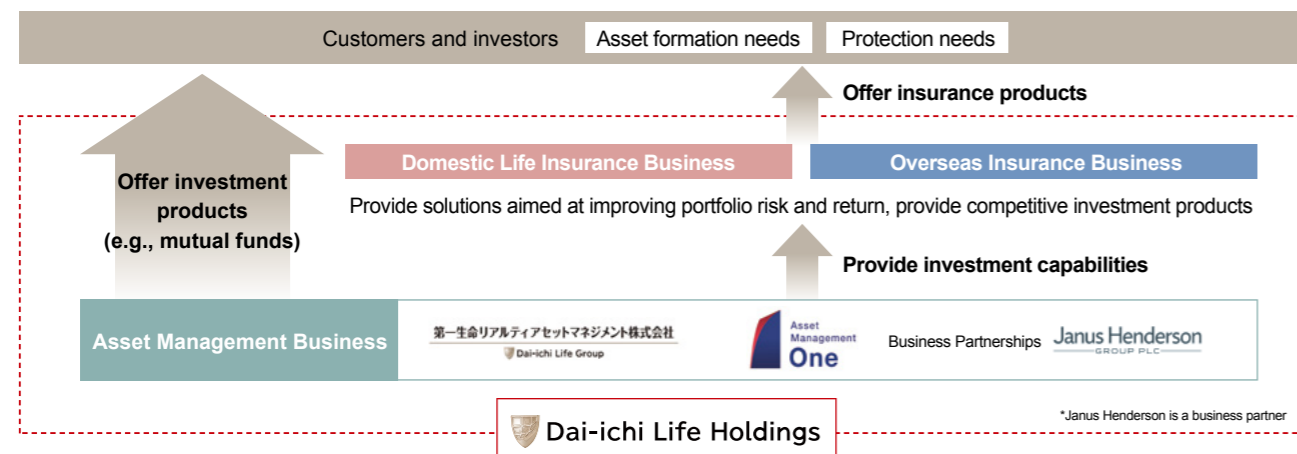 Customers and investors Asset formation needs Protection needs
Offer insurance products
Domestic Life Insurance Business Overseas Insurance Business
Offer investment
products
(e.g., mutual funds)
Provide solutions aimed at improving portfolio risk and return, provide competitive investment products
Provide investment capabilities
Asset Management Business
第一生命リアルティアセットマネジメント株式会社
Dai-ichi Life Group
Asset
Management
One
Business Partnerships
Janus Henderson
GROUP PLC
*Janus Henderson is a business partner
Dai-ichi Life Holdings